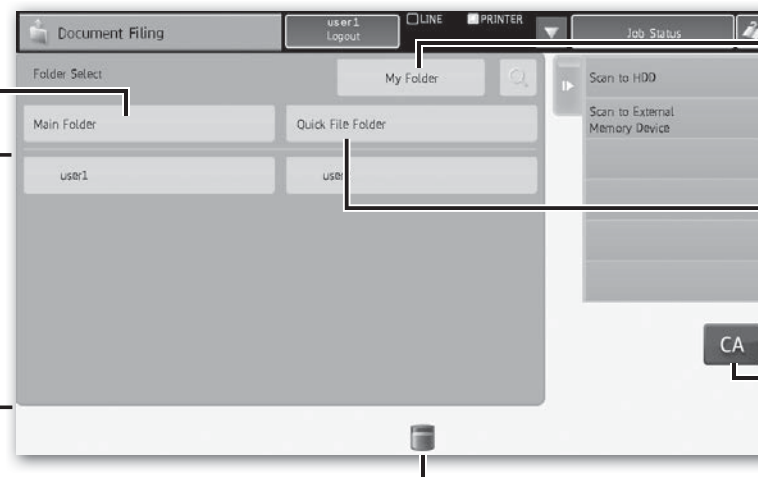 Document Filing
user1
Logout
LINE
PRINTER
Job Status
Folder Select
My Folder
Scan to HDD
Main Folder
Quick File Folder
Scan to External
Memory Device
user1
user
CA